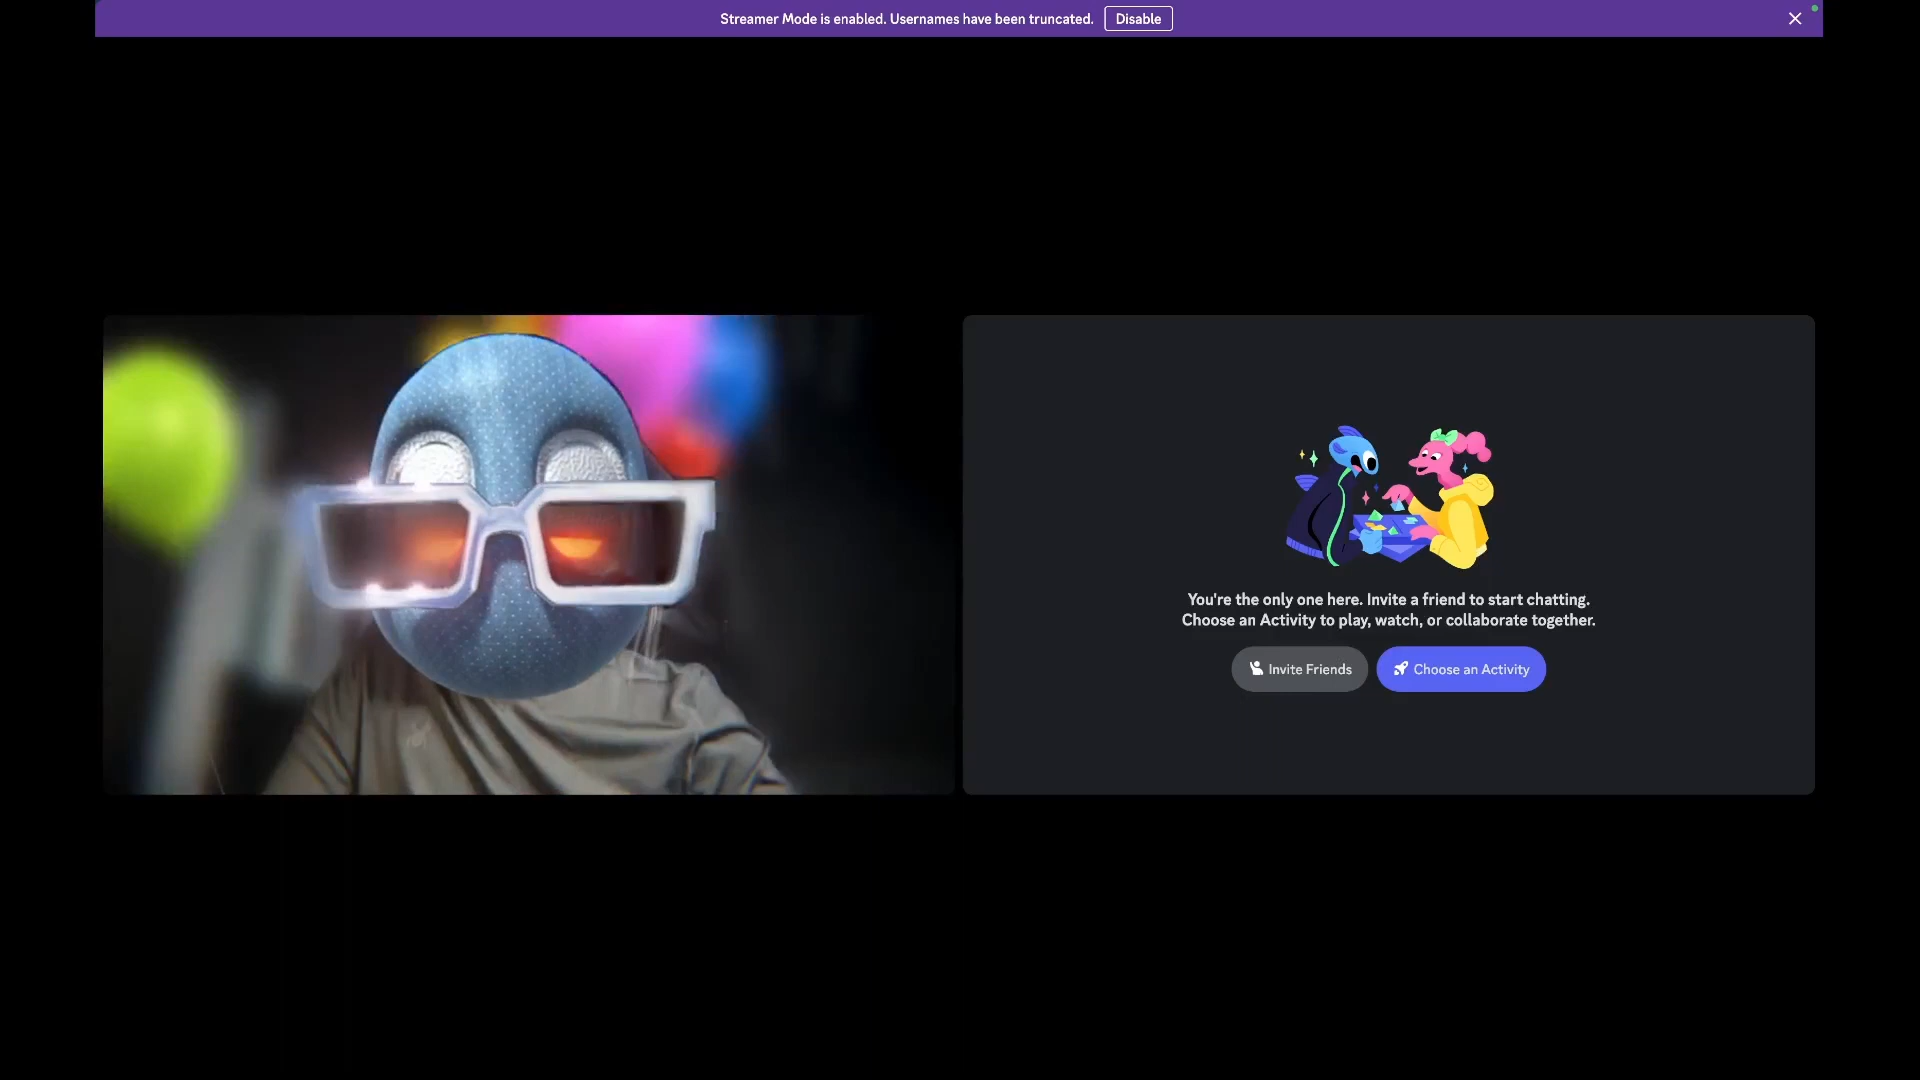 Streamer Mode is enabled. Usernames have been truncated. Disable
You're the only one here. Invite a friend to start chatting.
Choose an Activity to play, watch, or collaborate together.
Invite Friends Choose an Activity